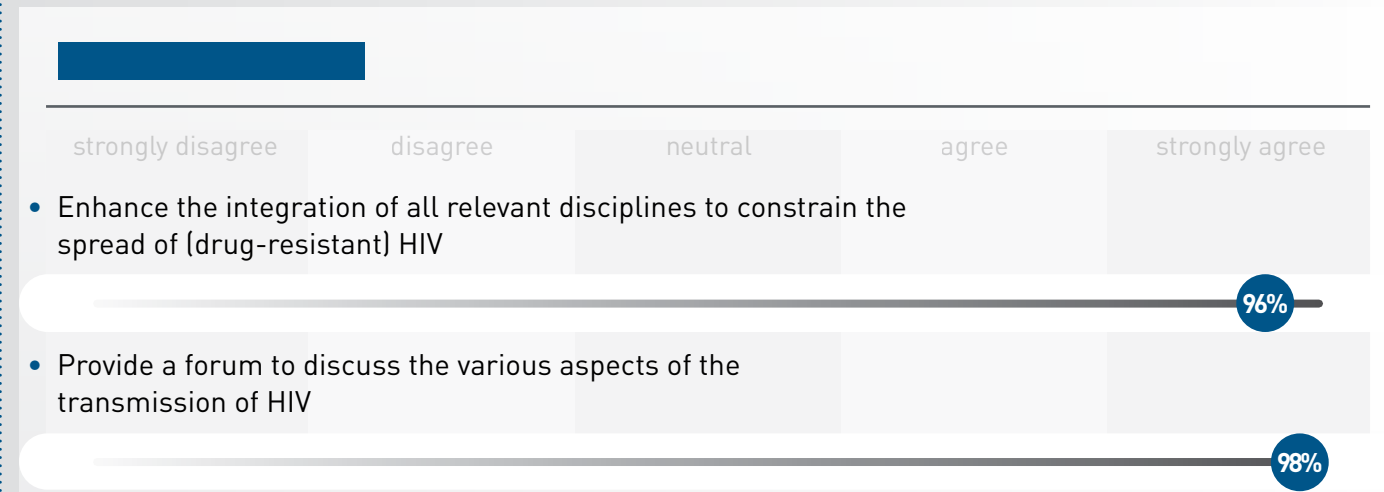 strongly disagree disagree neutral agree strongly agree
• Enhance the integration of all relevant disciplines to constrain the
spread of (drug-resistant) HIV
96%
• Provide a forum to discuss the various aspects of the
transmission of HIV
98%